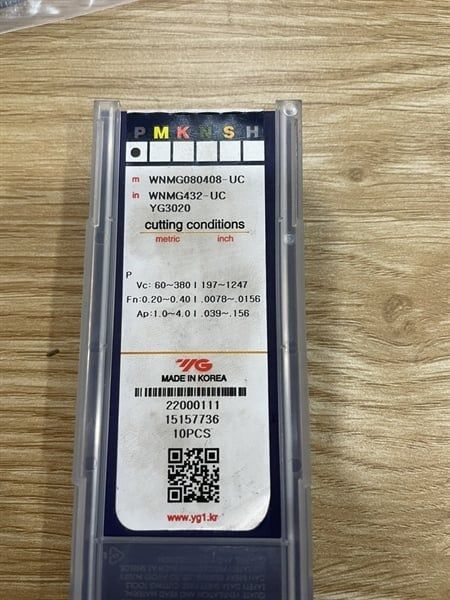 P M K N S H
m WNMG080408-UC
in WNMG432-UC
YG3020
cutting conditions
metric inch
P
Vc: 60~380 | 197~1247
Fn:0.20~0.40 | .0078~.0156
Ap:1.0~4.0 | .039~.156
YG
MADE IN KOREA
22000111
15157736
10PCS
www.yg1.kr